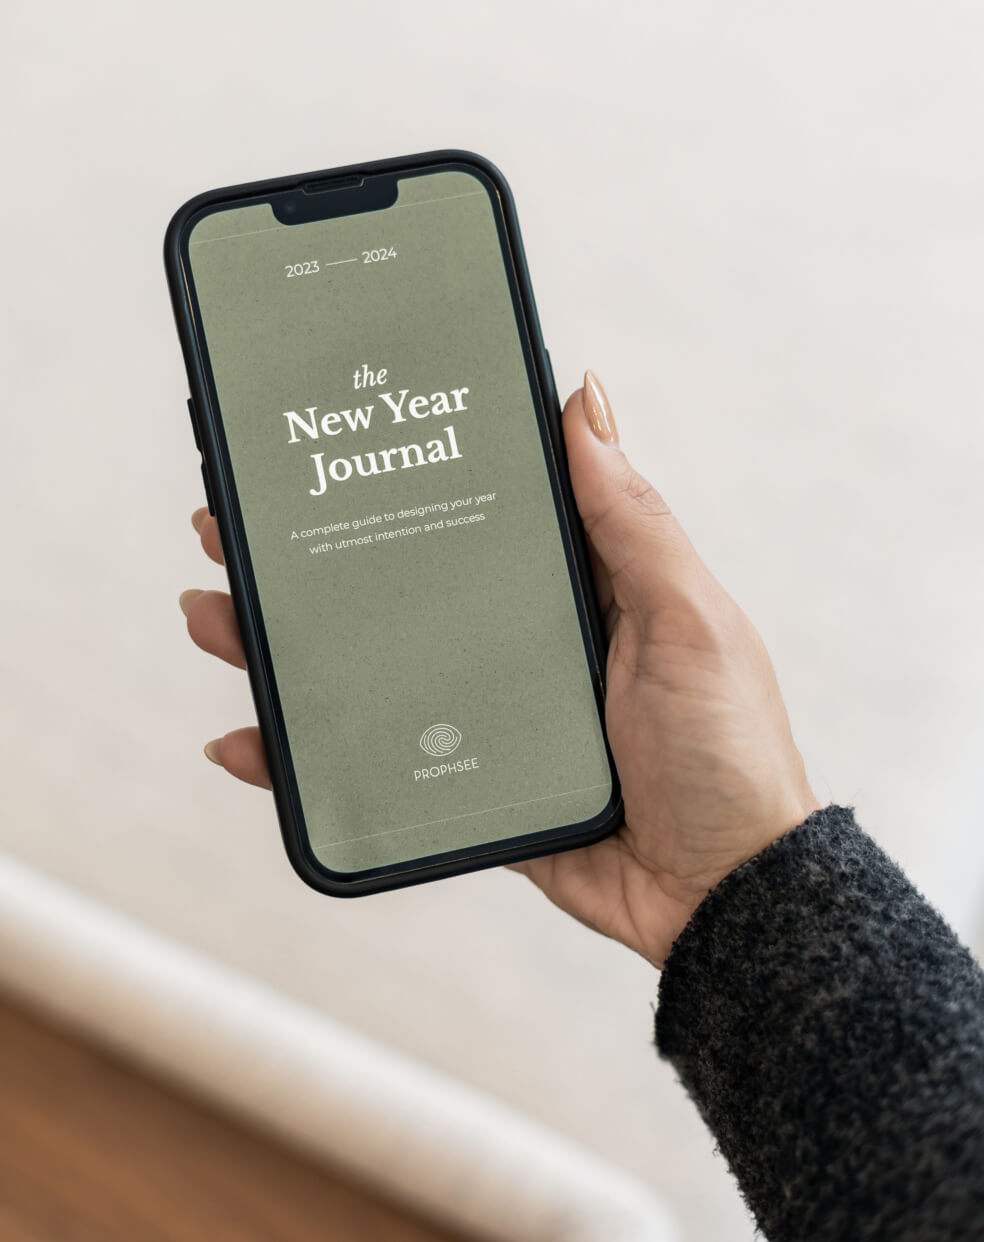 2023 — 2024
the
New Year
Journal
A complete guide to designing your year
with utmost intention and success
PROPHSEE